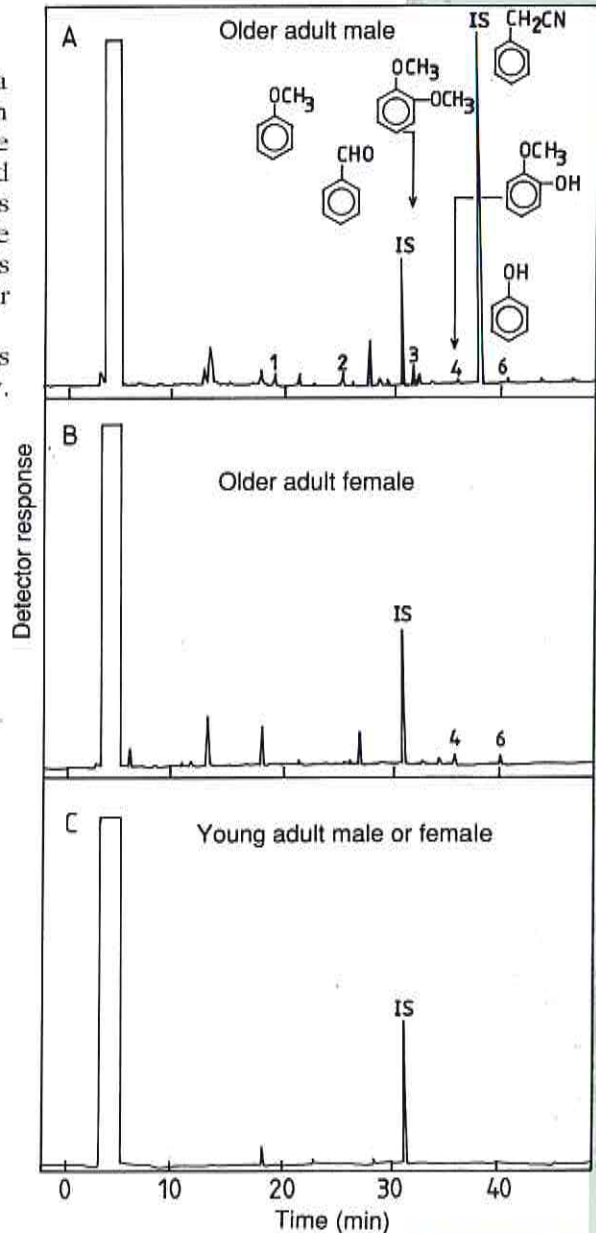 a
n
e
d
s
e
s
r
s
.
Detector response
A
Older adult male
IS
CH₂CN
OCH₃
OCH₃
OCH₃
CHO
OCH₃
OH
IS
OH
1
2
3
4
6
B
Older adult female
IS
4
6
C
Young adult male or female
IS
0 10 20 30 40
Time (min)